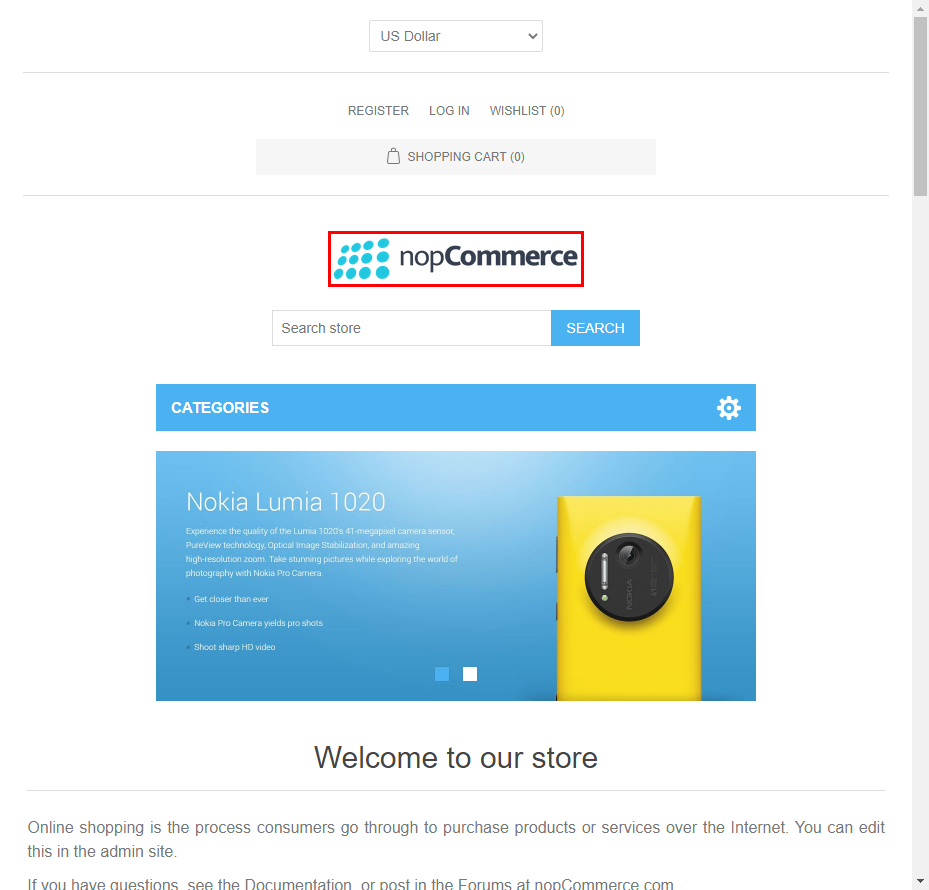 US Dollar
REGISTER LOG IN WISHLIST (0)
SHOPPING CART (0)
nopCommerce
Search store SEARCH
CATEGORIES
Nokia Lumia 1020
Experience the quality of the Lumia 1020's 41-megapixel camera sensor,
PureView technology, Optical Image Stabilization, and amazing
high-resolution zoom. Take stunning pictures while exploring the world of
photography with Nokia Pro Camera.
Get closer than ever
Nokia Pro Camera yields pro shots
Shoot sharp HD video
NOKIA
Welcome to our store
Online shopping is the process consumers go through to purchase products or services over the Internet. You can edit
this in the admin site.
If you have questions, see the Documentation, or post in the Forums at nopCommerce.com